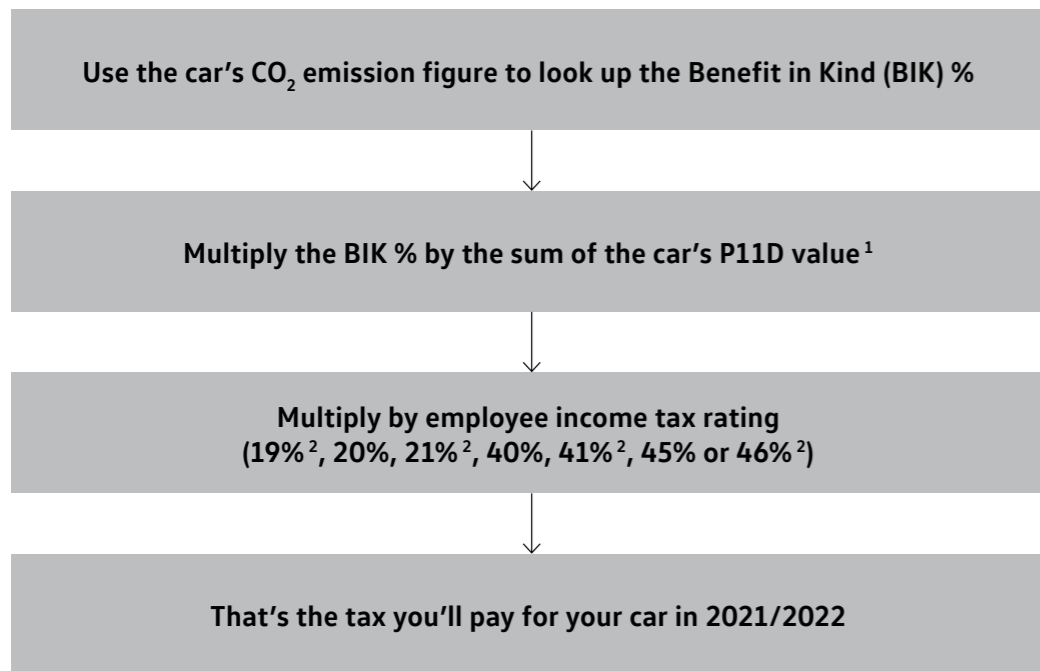 Use the car’s CO₂ emission figure to look up the Benefit in Kind (BIK) %
Multiply the BIK % by the sum of the car’s P11D value ¹
Multiply by employee income tax rating
(19% ², 20%, 21% ², 40%, 41% ², 45% or 46% ²)
That’s the tax you’ll pay for your car in 2021/2022